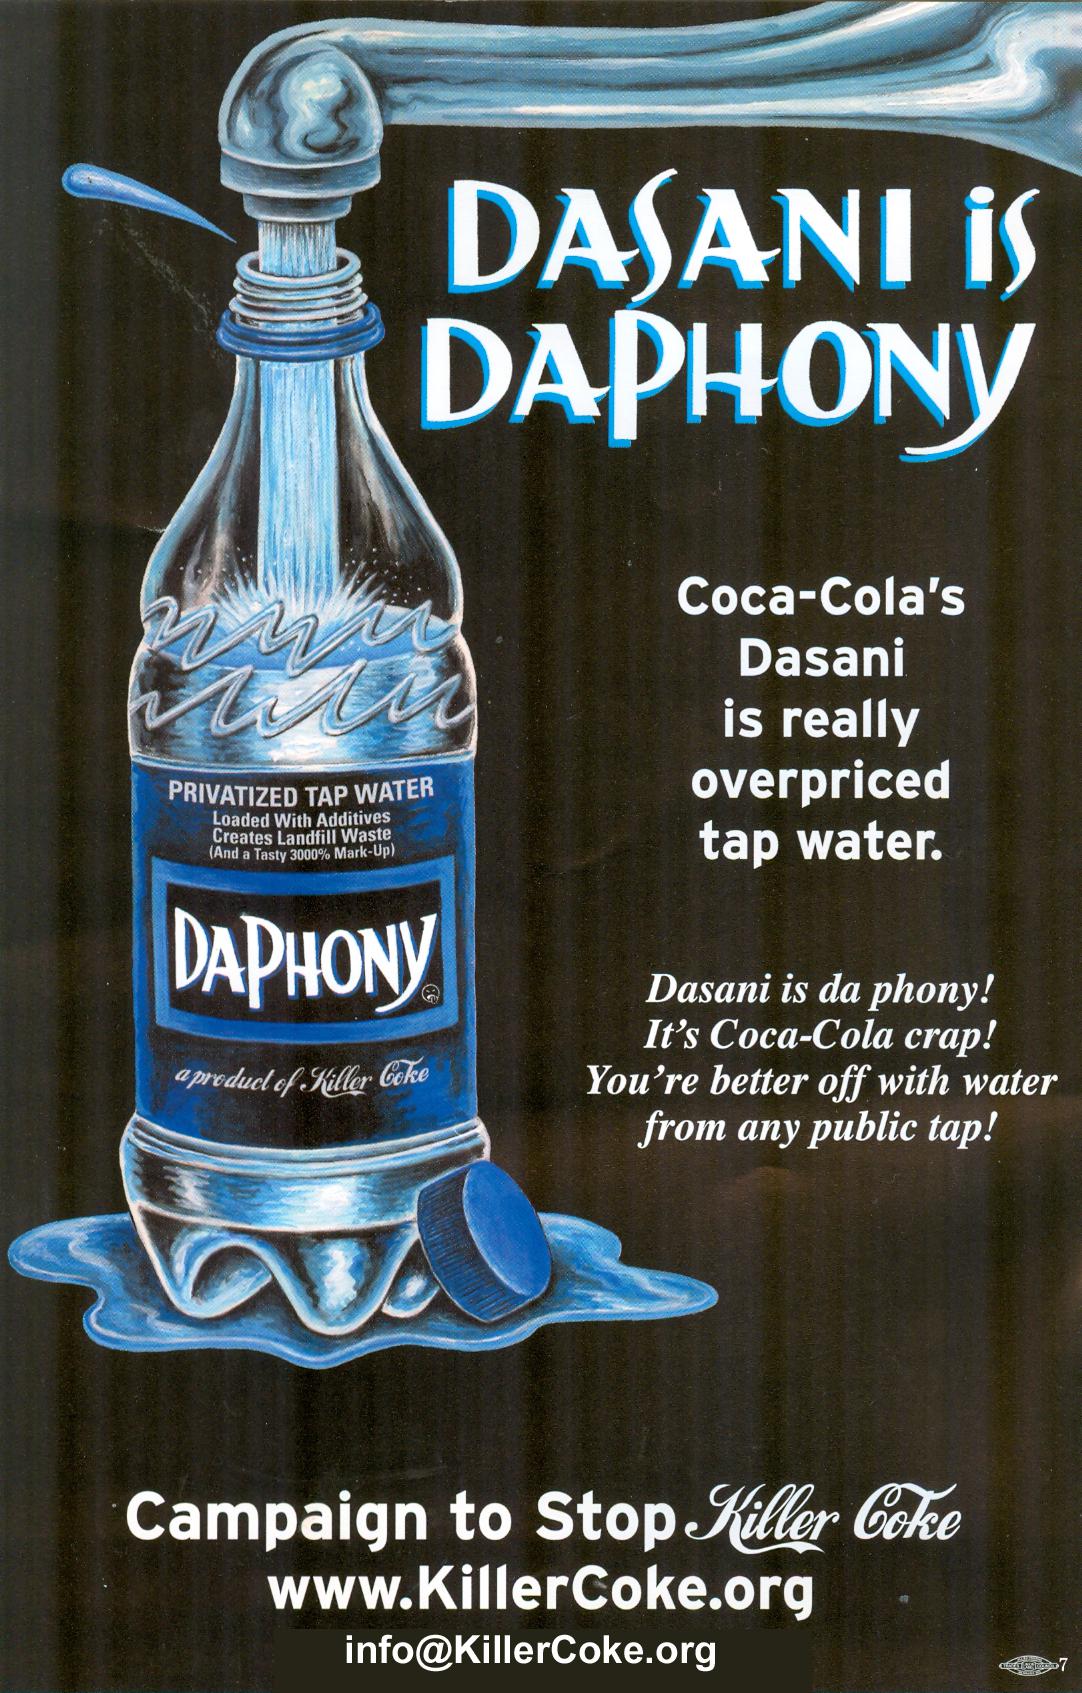 DASANI is
DAPHONY
Coca-Cola's
Dasani
is really
overpriced
tap water.
PRIVATIZED TAP WATER
Loaded With Additives
Creates Landfill Waste
(And a Tasty 3000% Mark-Up)
DAPHONY
a product of Killer Coke
Dasani is da phony!
It's Coca-Cola crap!
You're better off with water
from any public tap!
Campaign to Stop Killer Coke
www.KillerCoke.org
info@KillerCoke.org
7